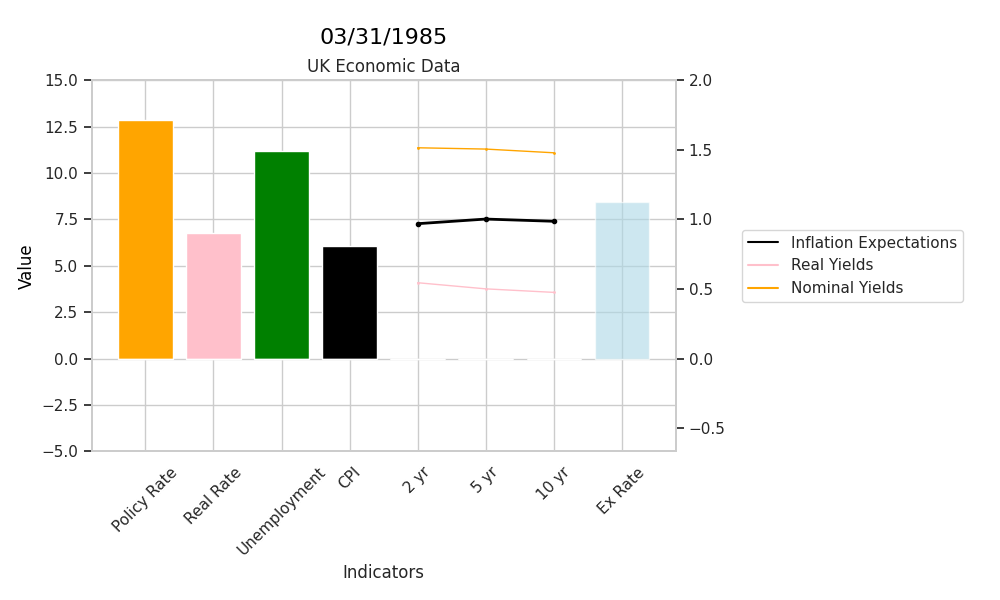 03/31/1985
UK Economic Data
15.0
12.5
10.0
7.5
5.0
2.5
0.0
−2.5
−5.0
Value
2.0
1.5
1.0
0.5
0.0
−0.5
Inflation Expectations
Real Yields
Nominal Yields
Policy Rate
Real Rate
Unemployment
CPI
2 yr
5 yr
10 yr
Ex Rate
Indicators